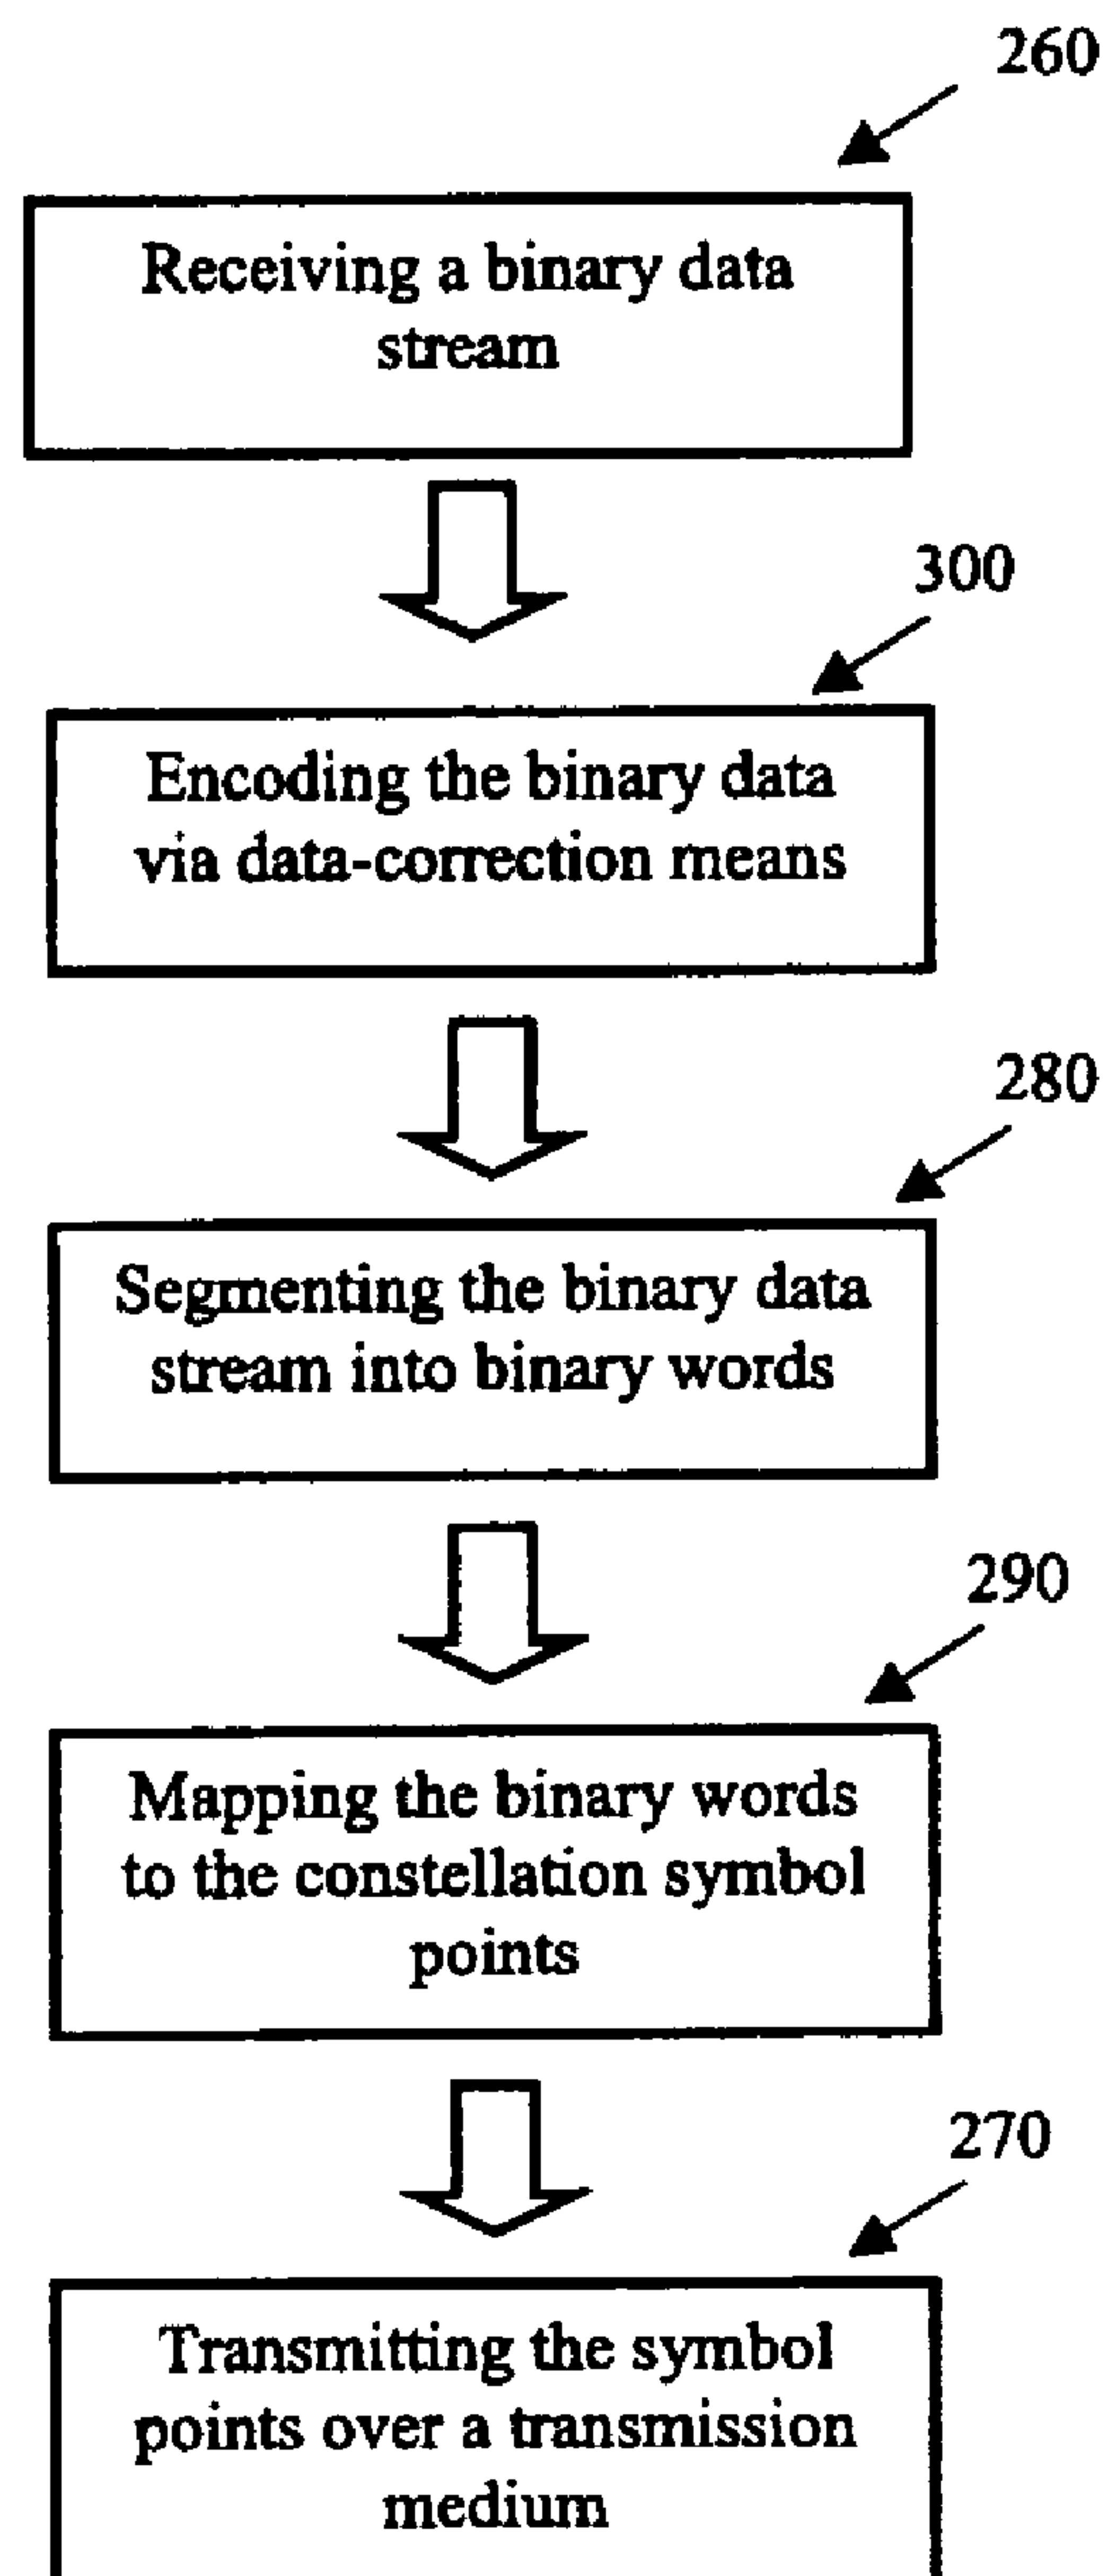 260
Receiving a binary data
stream
300
Encoding the binary data
via data-correction means
280
Segmenting the binary data
stream into binary words
290
Mapping the binary words
to the constellation symbol
points
270
Transmitting the symbol
points over a transmission
medium